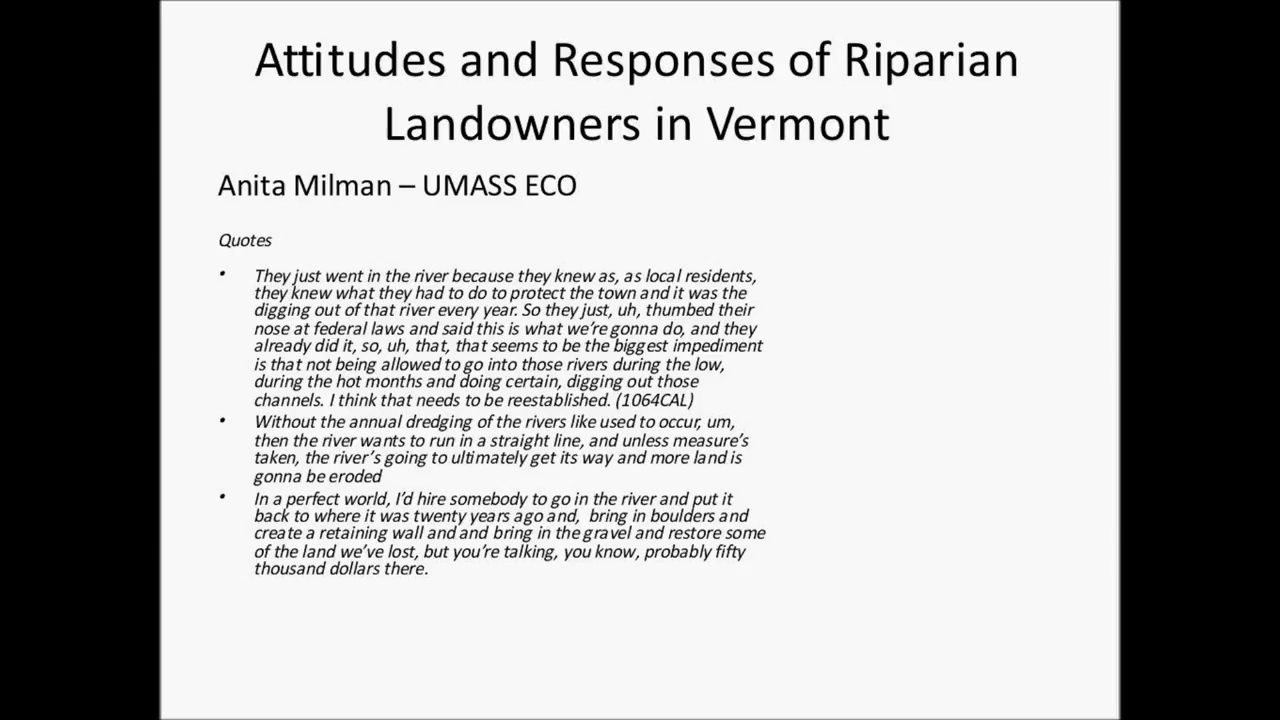 Attitudes and Responses of Riparian
Landowners in Vermont
Anita Milman – UMASS ECO
Quotes
• They just went in the river because they knew as, as local residents,
they knew what they had to do to protect the town and it was the
digging out of that river every year. So they just, uh, thumbed their
nose at federal laws and said this is what we’re gonna do, and they
already did it, so, uh, that, that seems to be the biggest impediment
is that not being allowed to go into those rivers during the low,
during the hot months and doing certain, digging out those
channels. I think that needs to be reestablished. (1064CAL)
• Without the annual dredging of the rivers like used to occur, um,
then the river wants to run in a straight line, and unless measure’s
taken, the river’s going to ultimately get its way and more land is
gonna be eroded
• In a perfect world, I’d hire somebody to go in the river and put it
back to where it was twenty years ago and, bring in boulders and
create a retaining wall and and bring in the gravel and restore some
of the land we’ve lost, but you’re talking, you know, probably fifty
thousand dollars there.